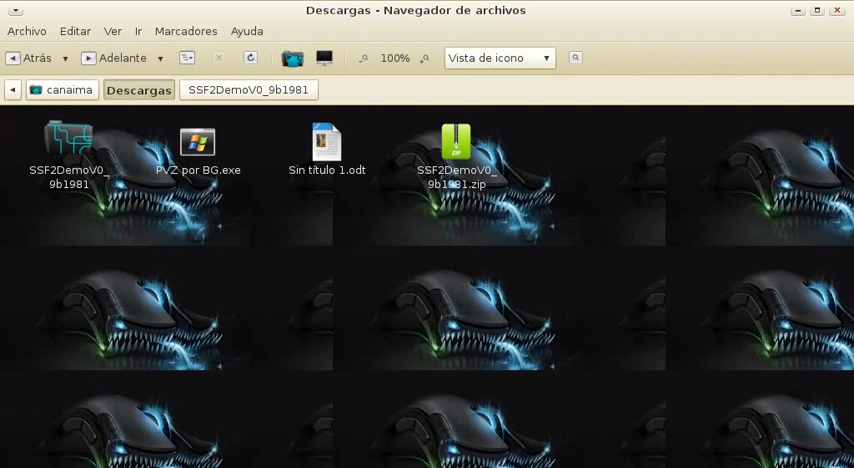 Descargas - Navegador de archivos
Archivo Editar Ver Ir Marcadores Ayuda
Atrás Adelante 100% Vista de icono
canaima Descargas SSF2DemoV0_9b1981
SSF2DemoV0_
9b1981
PVZ por BG.exe
Sin título 1.odt
ZIP
SSF2DemoV0_
9b1981.zip